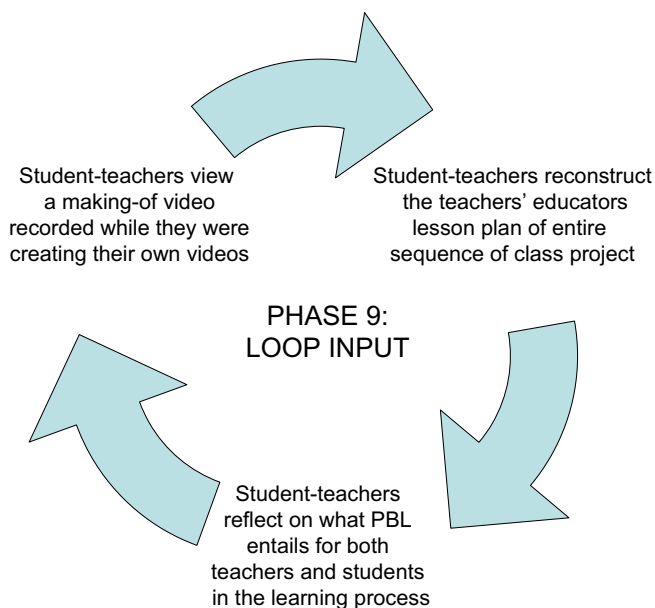 Student-teachers view
a making-of video
recorded while they were
creating their own videos
Student-teachers reconstruct
the teachers’ educators
lesson plan of entire
sequence of class project
PHASE 9:
LOOP INPUT
Student-teachers
reflect on what PBL
entails for both
teachers and students
in the learning process